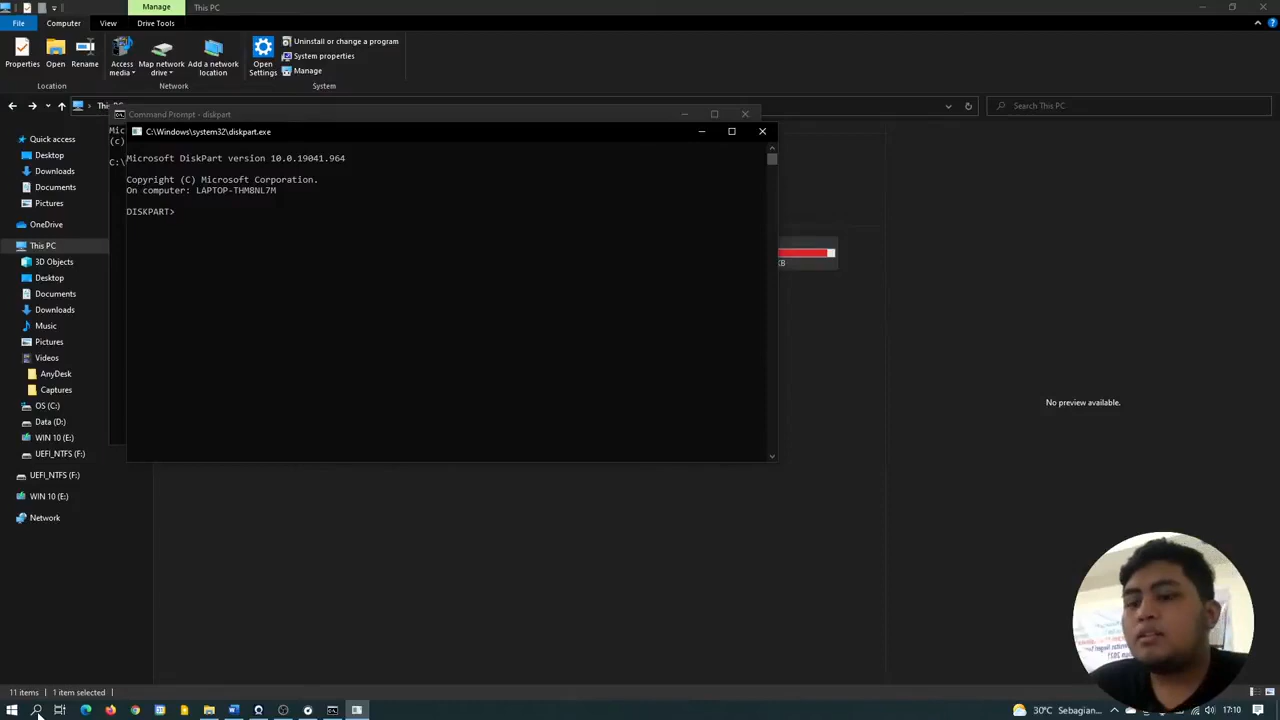 Manage
This PC
File
Computer
View
Drive Tools
Properties
Open
Rename
Access media
Map network drive
Add a network location
Open Settings
Uninstall or change a program
System properties
Manage
Location
Network
System
Search This PC
Command Prompt - diskpart
C:\Windows\system32\diskpart.exe
Microsoft DiskPart version 10.0.19041.964
Copyright (C) Microsoft Corporation.
On computer: LAPTOP-THM8NL7M
DISKPART>
Mic
(c)
C:\
Quick access
Desktop
Downloads
Documents
Pictures
OneDrive
This PC
3D Objects
Desktop
Documents
Downloads
Music
Pictures
Videos
AnyDesk
Captures
OS (C:)
Data (D:)
WIN 10 (E:)
UEFI_NTFS (F:)
UEFI_NTFS (F:)
WIN 10 (E:)
Network
No preview available.
11 items
1 item selected
30°C Sebagian...
17:10